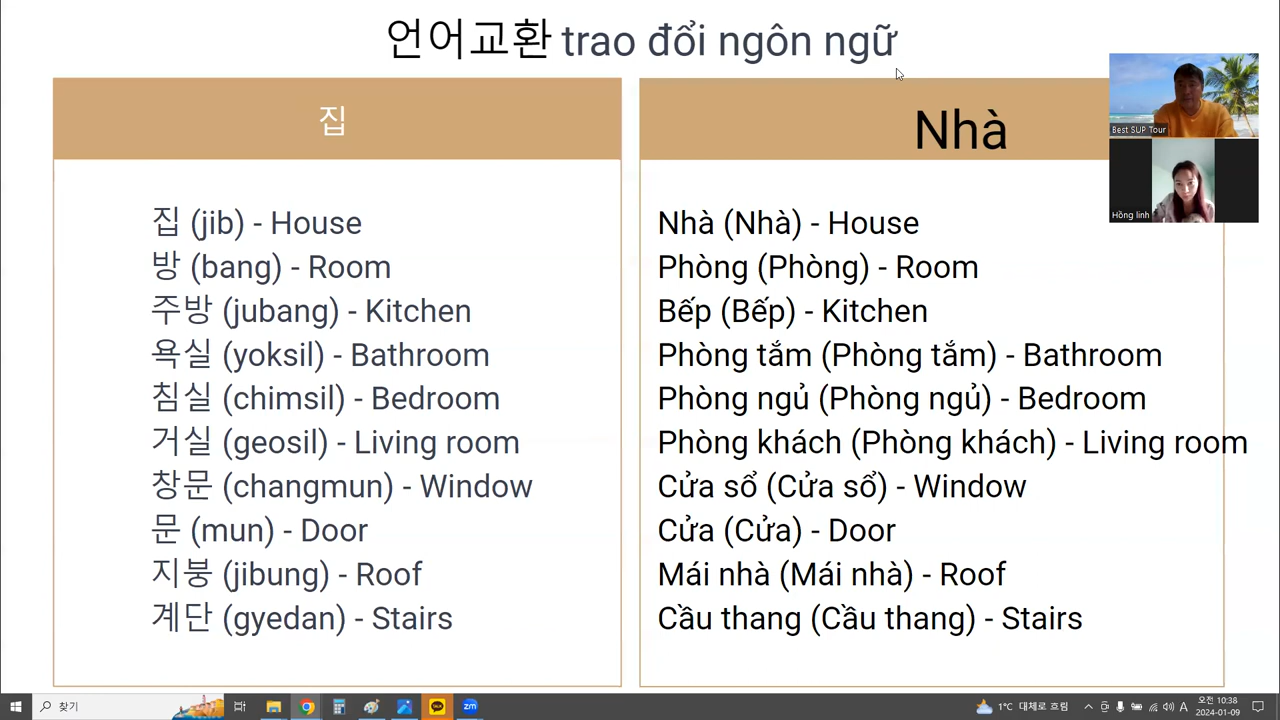 언어교환 trao đổi ngôn ngữ
집
집 (jib) - House
방 (bang) - Room
주방 (jubang) - Kitchen
욕실 (yoksil) - Bathroom
침실 (chimsil) - Bedroom
거실 (geosil) - Living room
창문 (changmun) - Window
문 (mun) - Door
지붕 (jibung) - Roof
계단 (gyedan) - Stairs
Nhà
Nhà (Nhà) - House
Phòng (Phòng) - Room
Bếp (Bếp) - Kitchen
Phòng tắm (Phòng tắm) - Bathroom
Phòng ngủ (Phòng ngủ) - Bedroom
Phòng khách (Phòng khách) - Living room
Cửa sổ (Cửa sổ) - Window
Cửa (Cửa) - Door
Mái nhà (Mái nhà) - Roof
Cầu thang (Cầu thang) - Stairs
Best SUP Tour
Hồng linh
찾기
zm
1°C 대체로 흐림
A
오전 10:38
2024-01-09